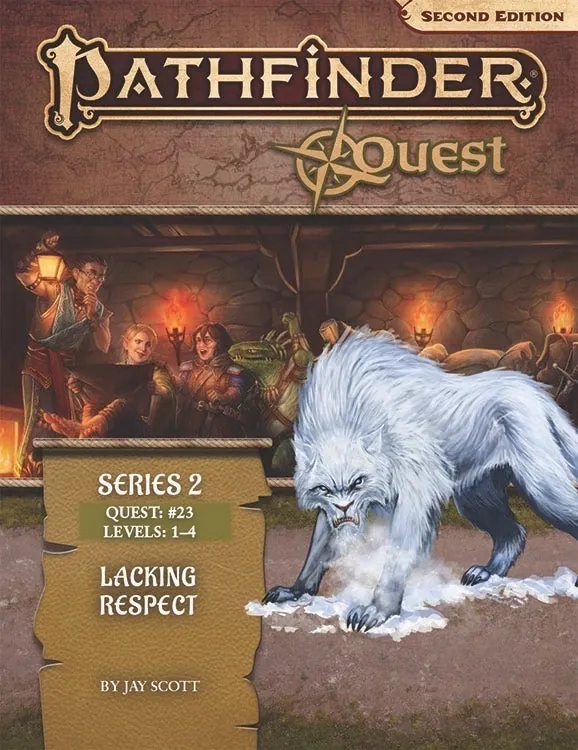 SECOND EDITION
PATHFINDER®
QUEST
SERIES 2
QUEST: #23
LEVELS: 1–4
LACKING
RESPECT
BY JAY SCOTT